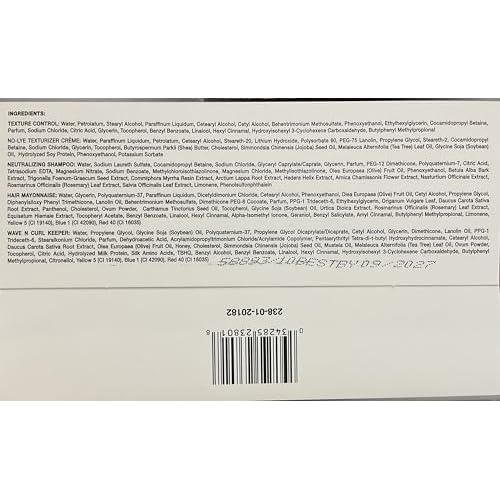 INGREDIENTS:
TEXTURE CONTROL: Water, Petrolatum, Stearyl Alcohol, Paraffinum Liquidum, Cetearyl Alcohol, Cetyl Alcohol, Behentrimonium Methosulfate, Phenoxyethanol, Ethylhexylglycerin, Cocamidopropyl Betaine,
Parfum, Sodium Chloride, Citric Acid, Glycerin, Tocopherol, Benzyl Benzoate, Linalool, Hexyl Cinnamal, Hydroxyisohexyl 3-Cyclohexene Carboxaldehyde, Butylphenyl Methylpropional
NO-LYE TEXTURIZER CRÈME: Water, Paraffinum Liquidum, Petrolatum, Cetearyl Alcohol, Steareth-20, Lithium Hydroxide, Polysorbate 60, PEG-75 Lanolin, Propylene Glycol, Steareth-2, Cocamidopropyl
Betaine, Sodium Chloride, Glycerin, Tocopherol, Butyrospermum Parkii (Shea) Butter, Cholesterol, Simmondsia Chinensis (Jojoba) Seed Oil, Melaleuca Alternifolia (Tea Tree) Leaf Oil, Glycine Soja (Soybean)
Oil, Hydrolyzed Soy Protein, Phenoxyethanol, Potassium Sorbate
NEUTRALIZING SHAMPOO: Water, Sodium Laureth Sulfate, Cocamidopropyl Betaine, Sodium Chloride, Glyceryl Caprylate/Caprate, Glycerin, Parfum, PEG-12 Dimethicone, Polyquaternium-7, Citric Acid,
Tetrasodium EDTA, Magnesium Nitrate, Sodium Benzoate, Methylchloroisothiazolinone, Magnesium Chloride, Methylisothiazolinone, Olea Europaea (Olive) Fruit Oil, Phenoxyethanol, Betula Alba Bark
Extract, Trigonella Foenum-Graecum Seed Extract, Commiphora Myrrha Resin Extract, Arctium Lappa Root Extract, Hedera Helix Extract, Arnica Chamissonis Flower Extract, Nasturtium Officinale Extract,
Rosmarinus Officinalis (Rosemary) Leaf Extract, Salvia Officinalis Leaf Extract, Limonene, Phenolsulfonphthalein
HAIR MAYONNAISE: Water, Glycerin, Polyquaternium-37, Paraffinum Liquidum, Dicetyldimonium Chloride, Cetearyl Alcohol, Phenoxyethanol, Olea Europaea (Olive) Fruit Oil, Cetyl Alcohol, Propylene Glycol,
Diphenylsiloxy Phenyl Trimethicone, Lanolin Oil, Behentrimonium Methosulfate, Dimethicone PEG-8 Cocoate, Parfum, PPG-1 Trideceth-6, Ethylhexylglycerin, Origanum Vulgare Leaf, Daucus Carota Sativa
Root Extract, Panthenol, Cholesterol, Ovum Powder, Carthamus Tinctorius Seed Oil, Tocopherol, Glycine Soja (Soybean) Oil, Urtica Dioica Extract, Rosmarinus Officinalis (Rosemary) Leaf Extract,
Equisetum Hiemale Extract, Tocopheryl Acetate, Benzyl Benzoate, Linalool, Hexyl Cinnamal, Alpha-Isomethyl Ionone, Geraniol, Benzyl Salicylate, Amyl Cinnamal, Butylphenyl Methylpropional, Limonene,
Yellow 5 (CI 19140), Blue 1 (CI 42090), Red 40 (CI 16035)
WAVE N CURL KEEPER: Water, Propylene Glycol, Glycine Soja (Soybean) Oil, Polyquaternium-37, Propylene Glycol Dicaprylate/Dicaprate, Cetyl Alcohol, Glycerin, Dimethicone, Lanolin Oil, PPG-1
Trideceth-6, Stearalkonium Chloride, Parfum, Dehydroacetic Acid, Acrylamidopropyltrimonium Chloride/Acrylamide Copolymer, Pentaerythrityl Tetra-di-t-butyl Hydroxyhydrocinnamate, Cetearyl Alcohol,
Daucus Carota Sativa Root Extract, Olea Europaea (Olive) Fruit Oil, Honey, Cholesterol, Simmondsia Chinensis (Jojoba) Seed Oil, Mustela Oil, Melaleuca Alternifolia (Tea Tree) Leaf Oil, Ovum Powder,
Tocopherol, Citric Acid, Hydrolyzed Milk Protein, Silk Amino Acids, TBHQ, Benzyl Alcohol, Benzyl Benzoate, Linalool, Hexyl Cinnamal, Hydroxyisohexyl 3-Cyclohexene Carboxaldehyde, Butylphenyl
Methylpropional, Citronellol, Yellow 5 (CI 19140), Blue 1 (CI 42090), Red 40 (CI 16035)
58883/10BESTBY09/2027
238-01-20182
0 34285 23801 8